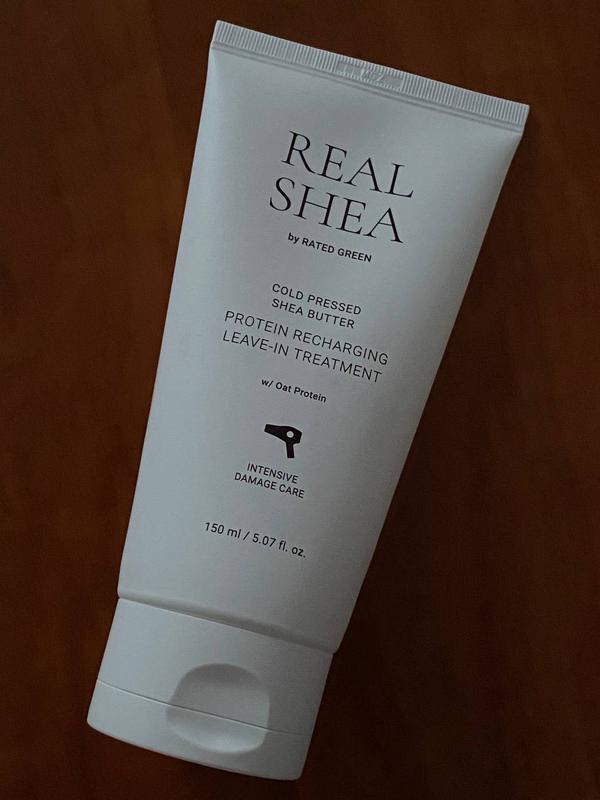 REAL
SHEA
by RATED GREEN
COLD PRESSED
SHEA BUTTER
PROTEIN RECHARGING
LEAVE-IN TREATMENT
w/ Oat Protein
INTENSIVE
DAMAGE CARE
150 ml / 5.07 fl. oz.